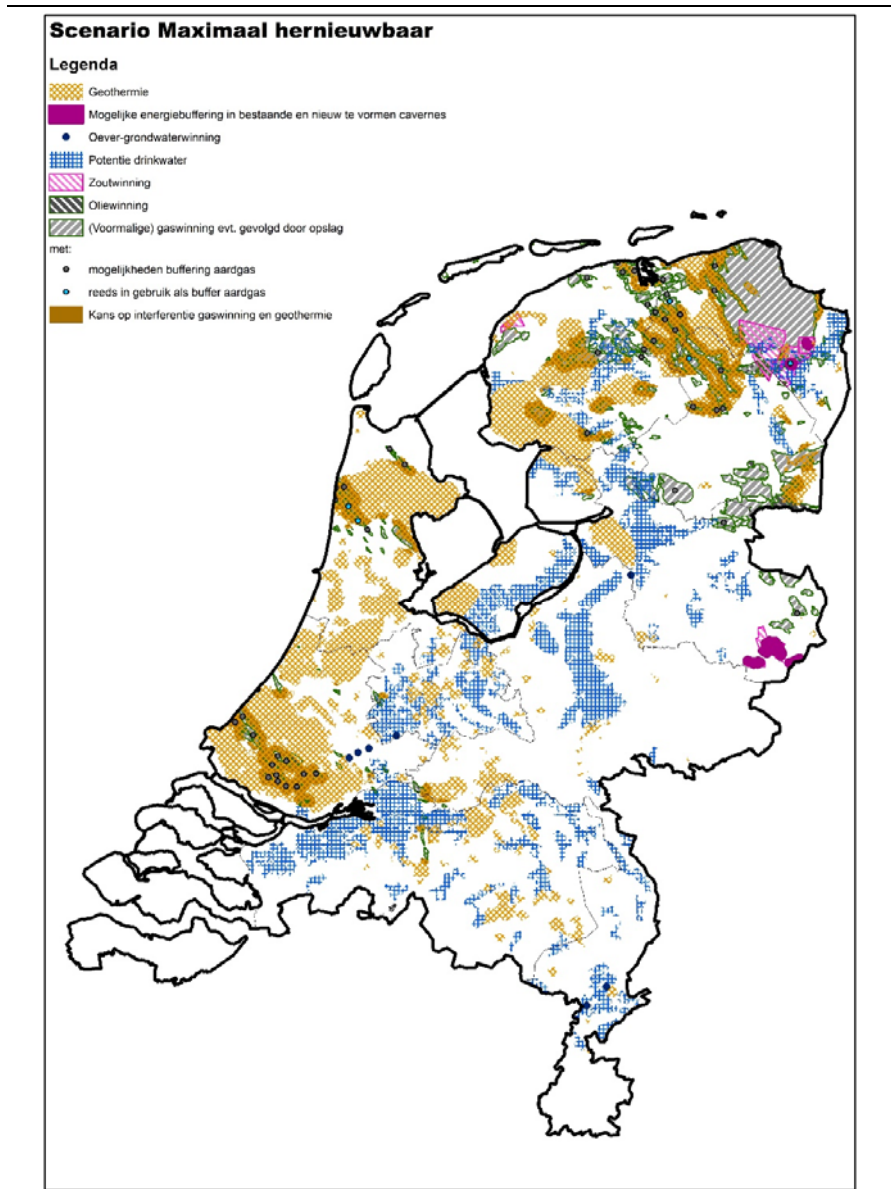 Scenario Maximaal hernieuwbaar
Legenda
Geothermie
Mogelijke energiebuffering in bestaande en nieuw te vormen cavernes
Oever-grondwaterwinning
Potentie drinkwater
Zoutwinning
Oliewinning
(Voormalige) gaswinning evt. gevolgd door opslag
met:
mogelijkheden buffering aardgas
reeds in gebruik als buffer aardgas
Kans op interferentie gaswinning en geothermie